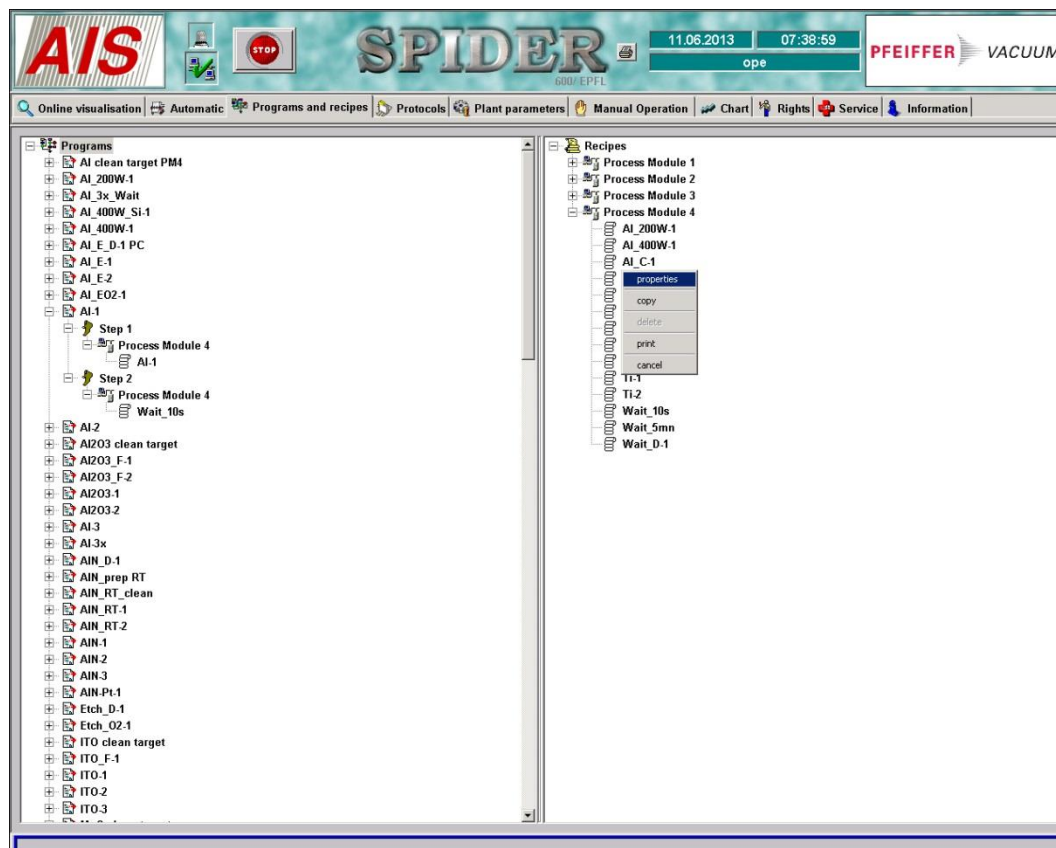 AIS
STOP
SPIDER
600/ EPFL
11.06.2013
07:38:59
ope
PFEIFFER VACUUM
Online visualisation
Automatic
Programs and recipes
Protocols
Plant parameters
Manual Operation
Chart
Rights
Service
Information
Programs
Al clean target PM4
Al_200W-1
Al_3x_Wait
Al_400W_Si-1
Al_400W-1
Al_E_D-1 PC
Al_E-1
Al_E-2
Al_EO2-1
Al-1
Step 1
Process Module 4
Al-1
Step 2
Process Module 4
Wait_10s
Al-2
Al2O3 clean target
Al2O3_F-1
Al2O3_F-2
Al2O3-1
Al2O3-2
Al-3
Al-3x
AlN_D-1
AlN_prep RT
AlN_RT_clean
AlN_RT-1
AlN_RT-2
AlN-1
AlN-2
AlN-3
AlN-Pt-1
Etch_D-1
Etch_O2-1
ITO clean target
ITO_F-1
ITO-1
ITO-2
ITO-3
Recipes
Process Module 1
Process Module 2
Process Module 3
Process Module 4
Al_200W-1
Al_400W-1
Al_C-1
properties
copy
delete
print
cancel
Ti-1
Ti-2
Wait_10s
Wait_5mn
Wait_D-1